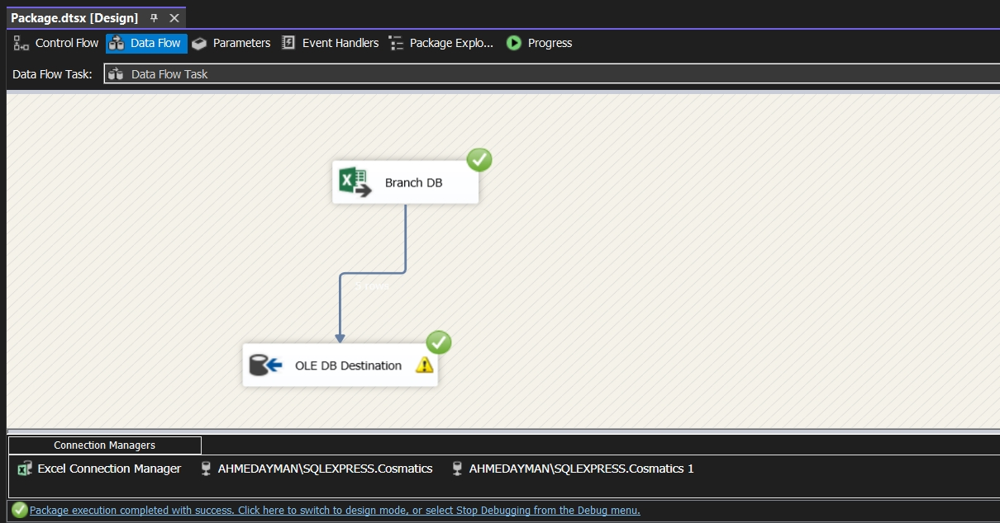 Package.dtsx [Design]
Control Flow Data Flow Parameters Event Handlers Package Explo... Progress
Data Flow Task: Data Flow Task
Branch DB
5 rows
OLE DB Destination
Connection Managers
Excel Connection Manager AHMEDAYMAN\SQLEXPRESS.Cosmatics AHMEDAYMAN\SQLEXPRESS.Cosmatics 1
Package execution completed with success. Click here to switch to design mode, or select Stop Debugging from the Debug menu.